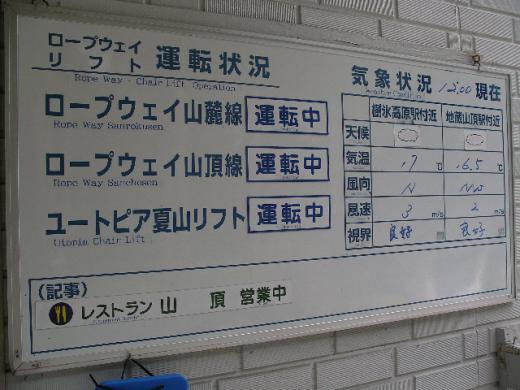 ロープウェイ
リフト 運転状況
Rope Way - Chair Lift Operation
ロープウェイ山麓線 運転中
Rope Way Sanrokusen
ロープウェイ山頂線 運転中
Rope Way Sanchosen
ユートピア夏山リフト 運転中
Utopia Chair Lift
気象状況 現在
樹氷高原駅付近 地蔵山頂駅付近
天候
気温 17 ℃ 16.5 ℃
風向 N NW
風速 3 m/s 2 m/s
視界 良好 良好
(記事)
レストラン 山 頂 営業中